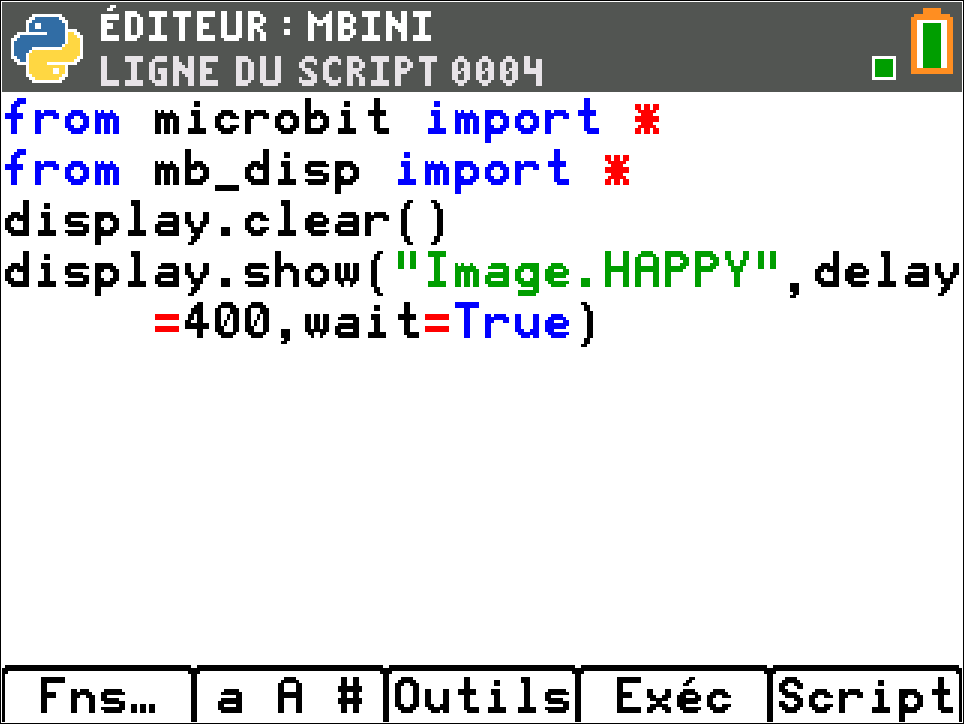 ÉDITEUR : MBINI
LIGNE DU SCRIPT 0004
from microbit import *
from mb_disp import *
display.clear()
display.show("Image.HAPPY",delay
=400,wait=True)
Fns… a A # Outils Exéc Script